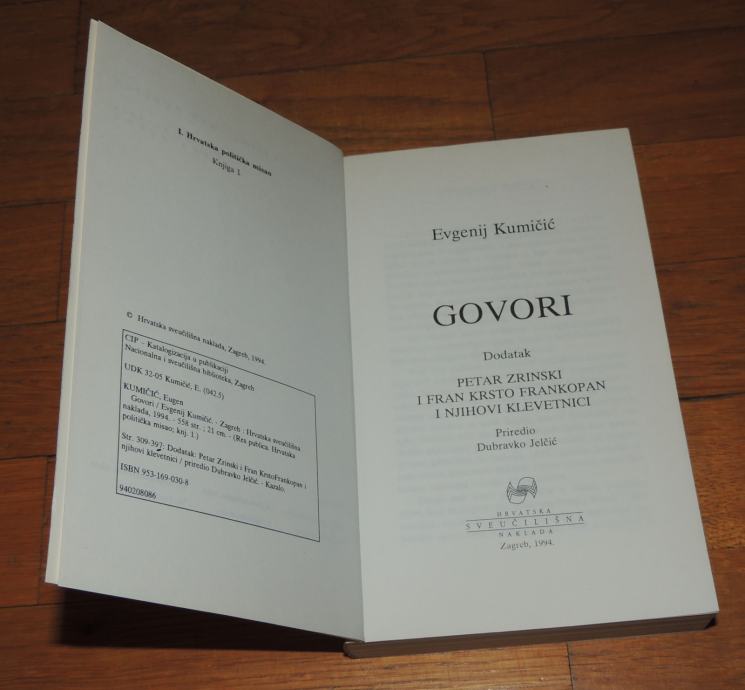 I. Hrvatska politička misao
Knjiga 1
© Hrvatska sveučilišna naklada, Zagreb, 1994.
CIP - Katalogizacija u publikaciji
Nacionalna i sveučilišna biblioteka, Zagreb
UDK 32-05 Kumičić, E. (042.5)
KUMIČIĆ, Eugen
Govori / Evgenij Kumičić. - Zagreb : Hrvatska sveučilišna
naklada, 1994. - 558 str. ; 21 cm. - (Res publica. Hrvatska
politička misao; knj. 1.)
Str. 309-397: Dodatak: Petar Zrinski i Fran KrstoFrankopan i
njihovi klevetnici / priredio Dubravko Jelčić. - Kazalo.
ISBN 953-169-030-8
940208086
Evgenij Kumičić
GOVORI
Dodatak
PETAR ZRINSKI
I FRAN KRSTO FRANKOPAN
I NJIHOVI KLEVETNICI
Priredio
Dubravko Jelčić
HRVATSKA
SVEUČILIŠNA
NAKLADA
Zagreb, 1994.